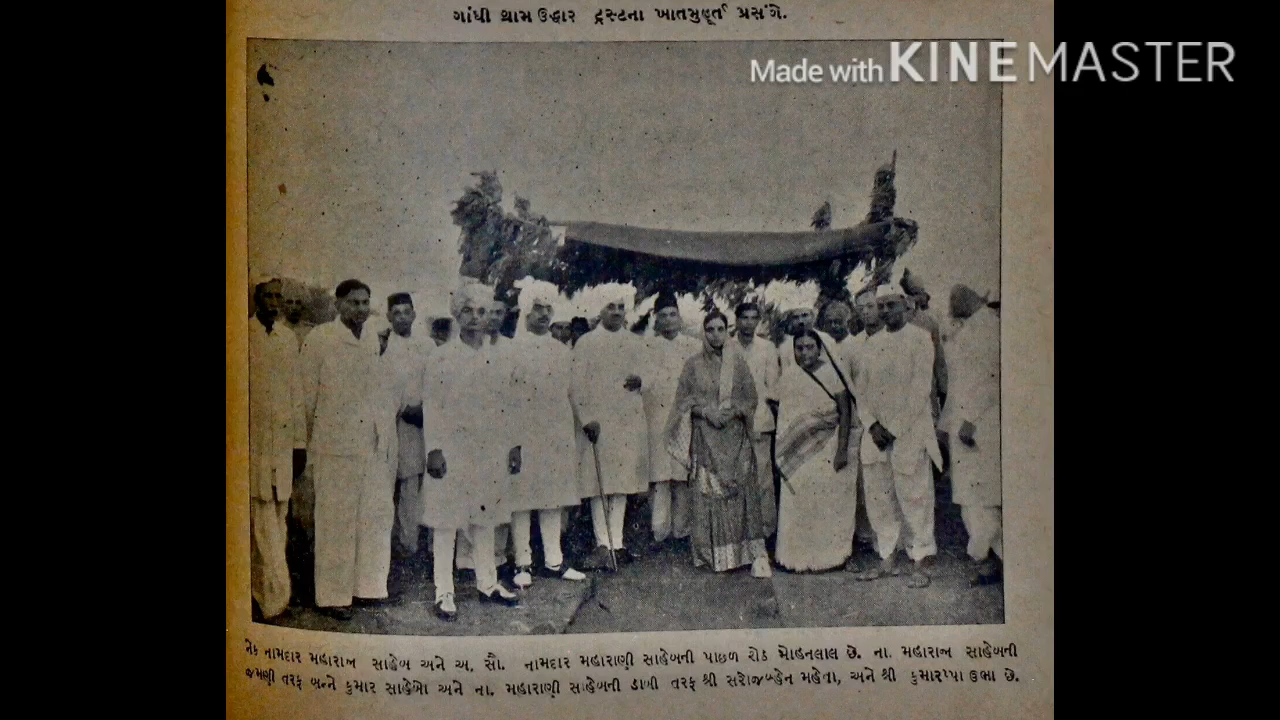 ગાંધી ગ્રામ ઉદ્ધાર ટ્રસ્ટના ખાતમુહૂર્ત પ્રસંગે.
Made with KINEMASTER
નેક નામદાર મહારાજા સાહેબ અને અ. સૌ. નામદાર મહારાણી સાહેબની પાછળ શેઠ મોહનલાલ છે. ના. મહારાજા સાહેબની
જમણી તરફ બન્ને કુમાર સાહેબો અને ના. મહારાણી સાહેબની ડાબી તરફ શ્રી સરોજબ્હેન મહેતા, અને શ્રી કુમારપ્પા ઉભા છે.